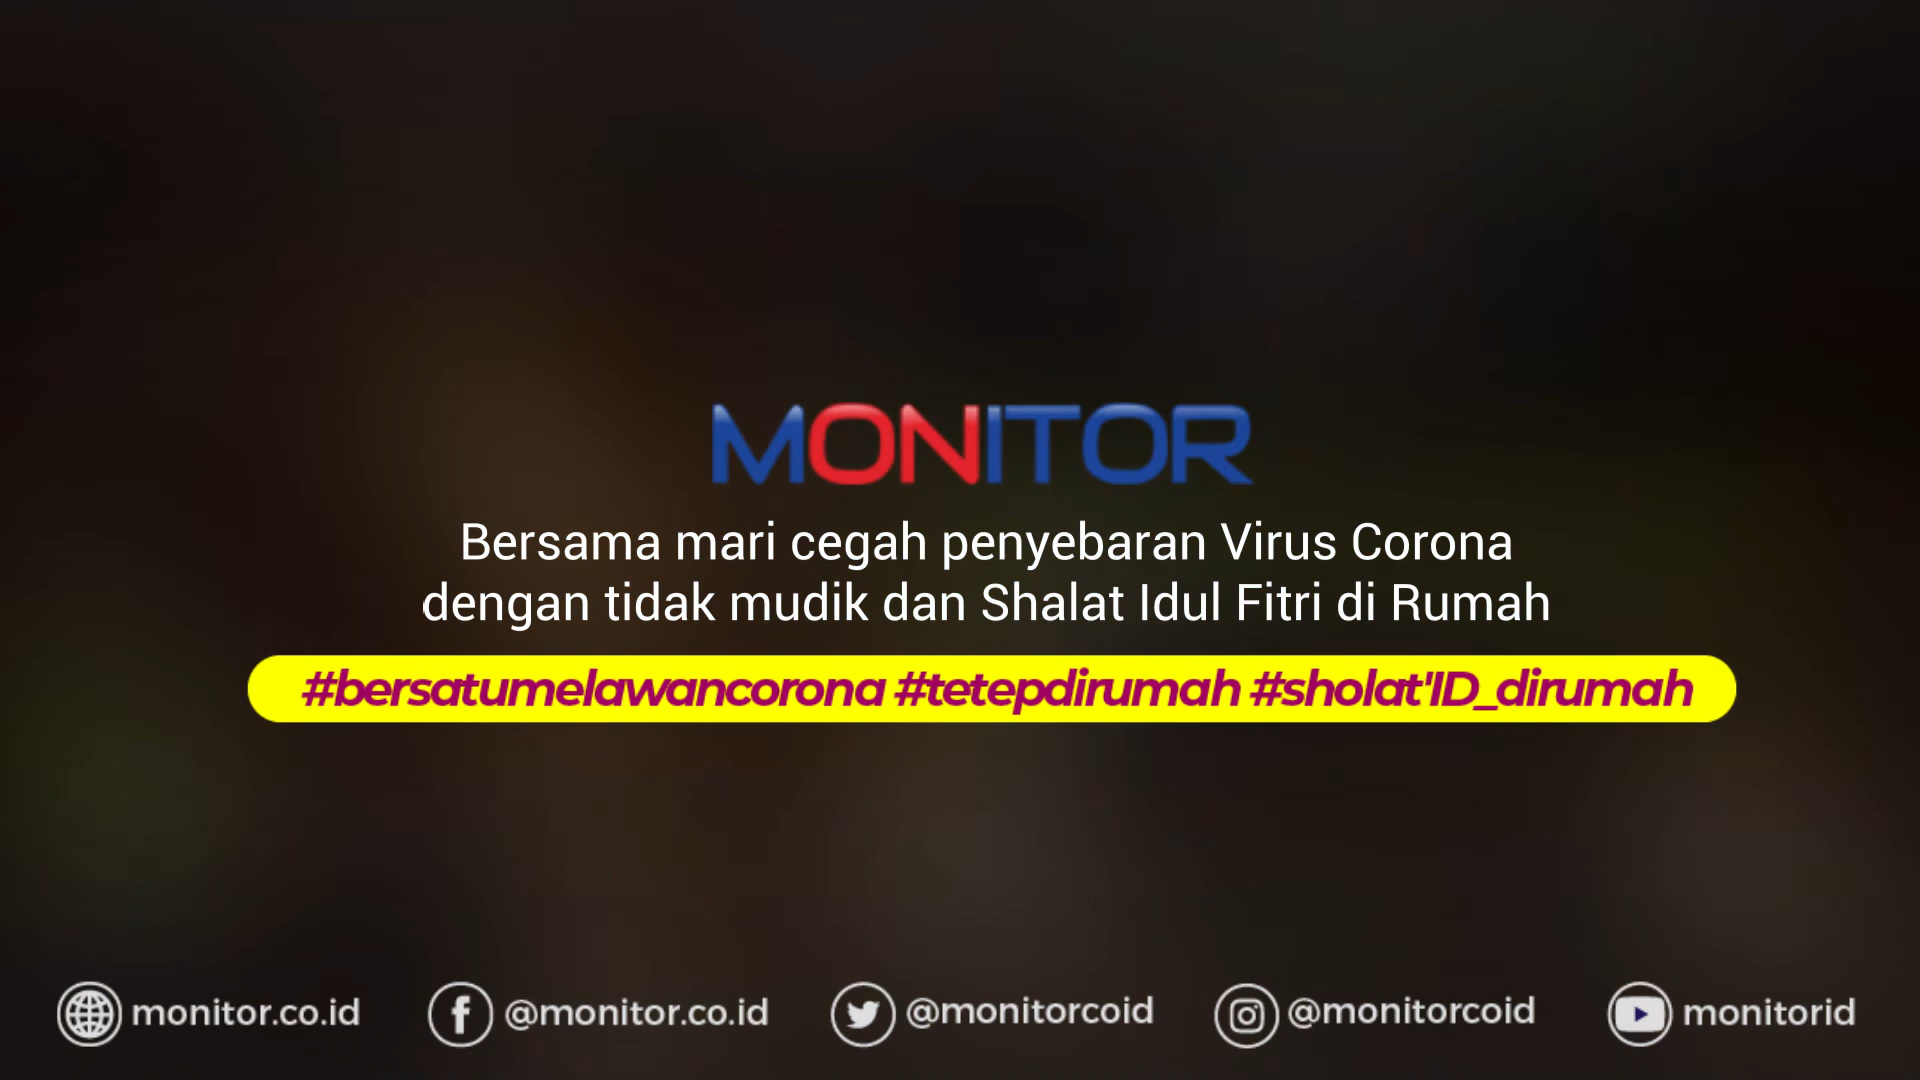 MONITOR
Bersama mari cegah penyebaran Virus Corona
dengan tidak mudik dan Shalat Idul Fitri di Rumah
#bersatumelawancorona #tetepdirumah #sholat'ID_dirumah
monitor.co.id @monitor.co.id @monitorcoid @monitorcoid monitorid